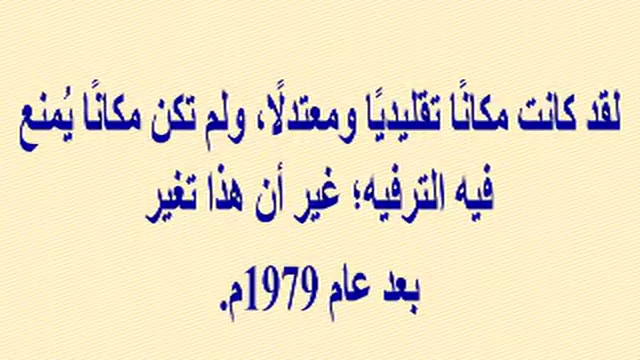 لقد كانت مكانًا تقليديًا ومعتدلًا، ولم تكن مكانًا يُمنع
فيه الترفيه؛ غير أن هذا تغير
بعد عام 1979م.